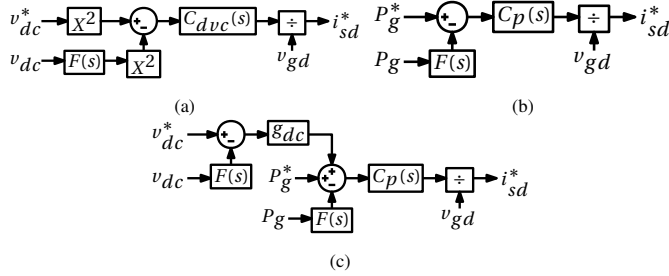 v*dc X² + - Cdvc(s) ÷ i*sd
vdc F(s) X² vgd
(a)
P*g + - Cp(s) ÷ i*sd
Pg F(s) vgd
(b)
v*dc + - gdc
vdc F(s) P*g + + - Cp(s) ÷ i*sd
Pg F(s) vgd
(c)